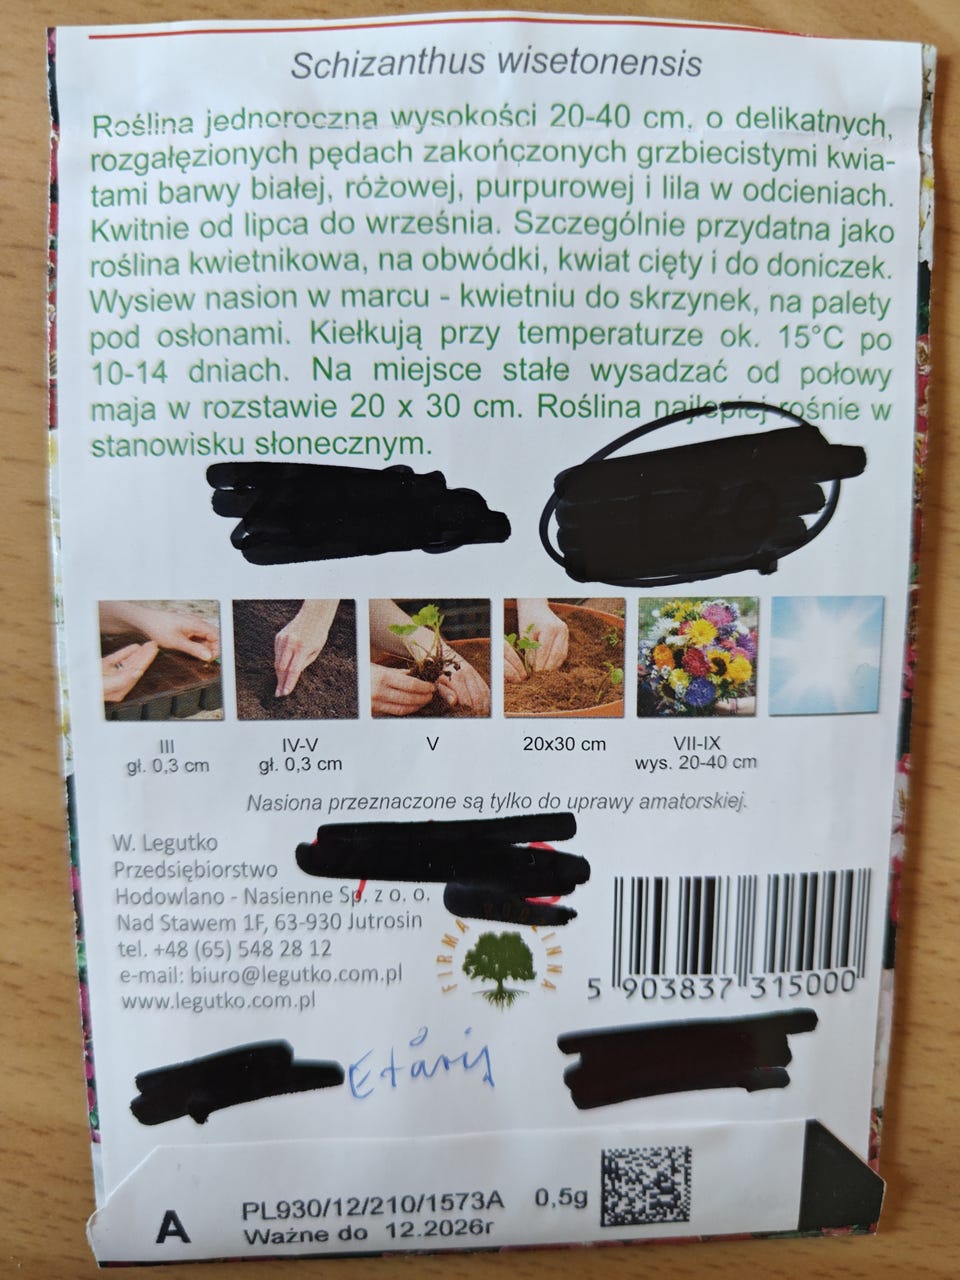 Schizanthus wisetonensis
Roślina jednoroczna wysokości 20-40 cm, o delikatnych,
rozgałęzionych pędach zakończonych grzbiecistymi kwia-
tami barwy białej, różowej, purpurowej i lila w odcieniach.
Kwitnie od lipca do września. Szczególnie przydatna jako
roślina kwietnikowa, na obwódki, kwiat cięty i do doniczek.
Wysiew nasion w marcu - kwietniu do skrzynek, na palety
pod osłonami. Kiełkują przy temperaturze ok. 15°C po
10-14 dniach. Na miejsce stałe wysadzać od połowy
maja w rozstawie 20 x 30 cm. Roślina najlepiej rośnie w
stanowisku słonecznym.
III
gł. 0,3 cm
IV-V
gł. 0,3 cm
V
20x30 cm
VII-IX
wys. 20-40 cm
Nasiona przeznaczone są tylko do uprawy amatorskiej.
W. Legutko
Przedsiębiorstwo
Hodowlano - Nasienne Sp. z o. o.
Nad Stawem 1F, 63-930 Jutrosin
tel. +48 (65) 548 28 12
e-mail: biuro@legutko.com.pl
www.legutko.com.pl
FIRMA RODZINNA
5 903837 315000
A
PL930/12/210/1573A 0,5g
Ważne do 12.2026r